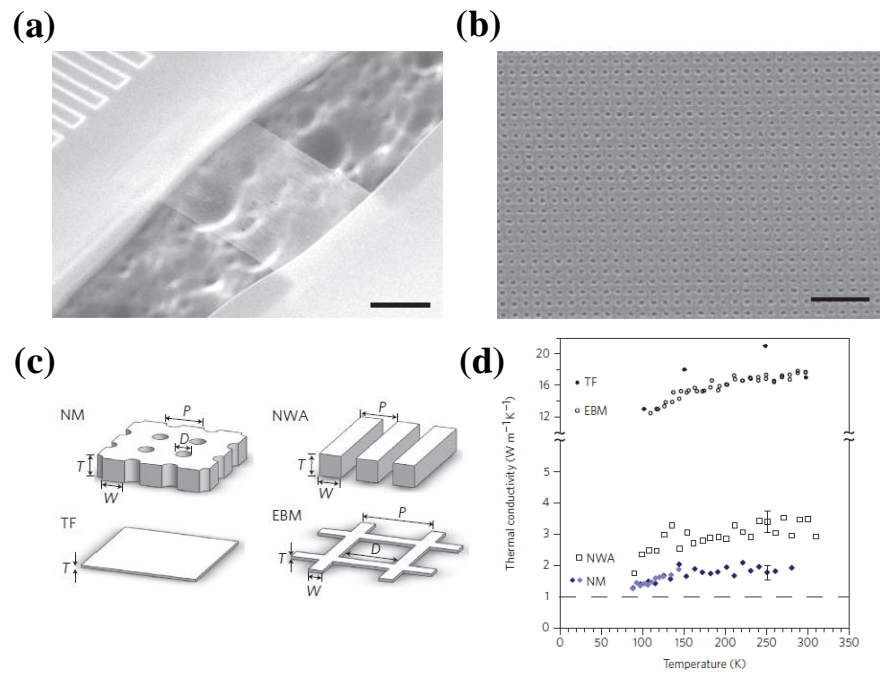 (a)
(b)
(c)
NM
P
D
T
W
NWA
P
T
W
TF
T
EBM
P
D
T
W
(d)
Thermal conductivity (W m⁻¹K⁻¹)
20
16
12
5
4
3
2
1
0
TF
EBM
NWA
NM
0 50 100 150 200 250 300 350
Temperature (K)